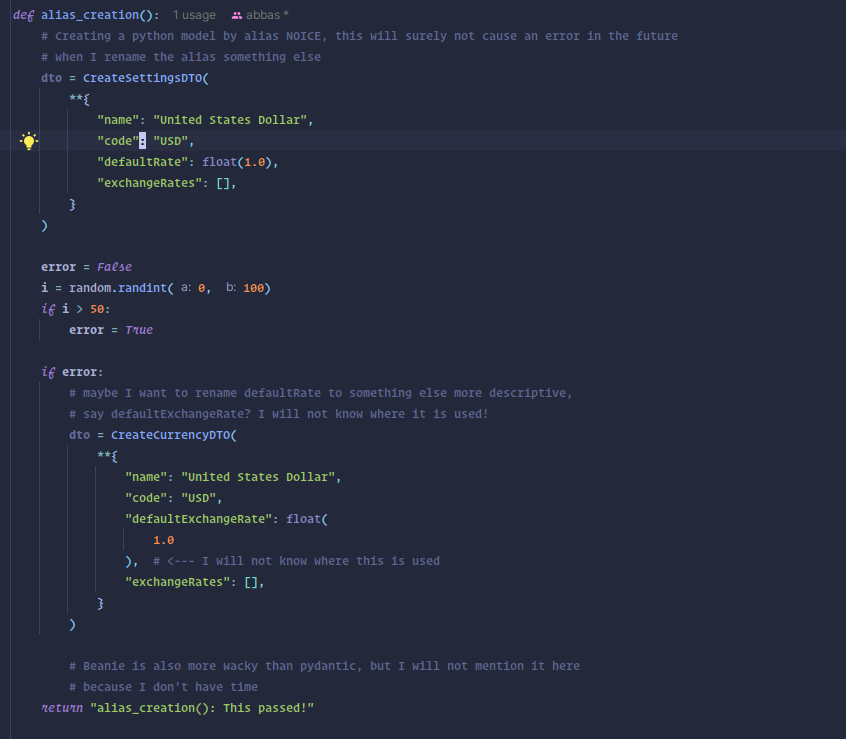 def alias_creation():  1 usage  abbas *
    # Creating a python model by alias NOICE, this will surely not cause an error in the future
    # when I rename the alias something else
    dto = CreateSettingsDTO(
        **{
            "name": "United States Dollar",
            "code": "USD",
            "defaultRate": float(1.0),
            "exchangeRates": [],
        }
    )
    error = False
    i = random.randint( a: 0,  b: 100)
    if i > 50:
        error = True
    if error:
        # maybe I want to rename defaultRate to something else more descriptive,
        # say defaultExchangeRate? I will not know where it is used!
        dto = CreateCurrencyDTO(
            **{
                "name": "United States Dollar",
                "code": "USD",
                "defaultExchangeRate": float(
                    1.0
                ),  # <--- I will not know where this is used
                "exchangeRates": [],
            }
        )
        # Beanie is also more wacky than pydantic, but I will not mention it here
        # because I don't have time
    return "alias_creation(): This passed!"